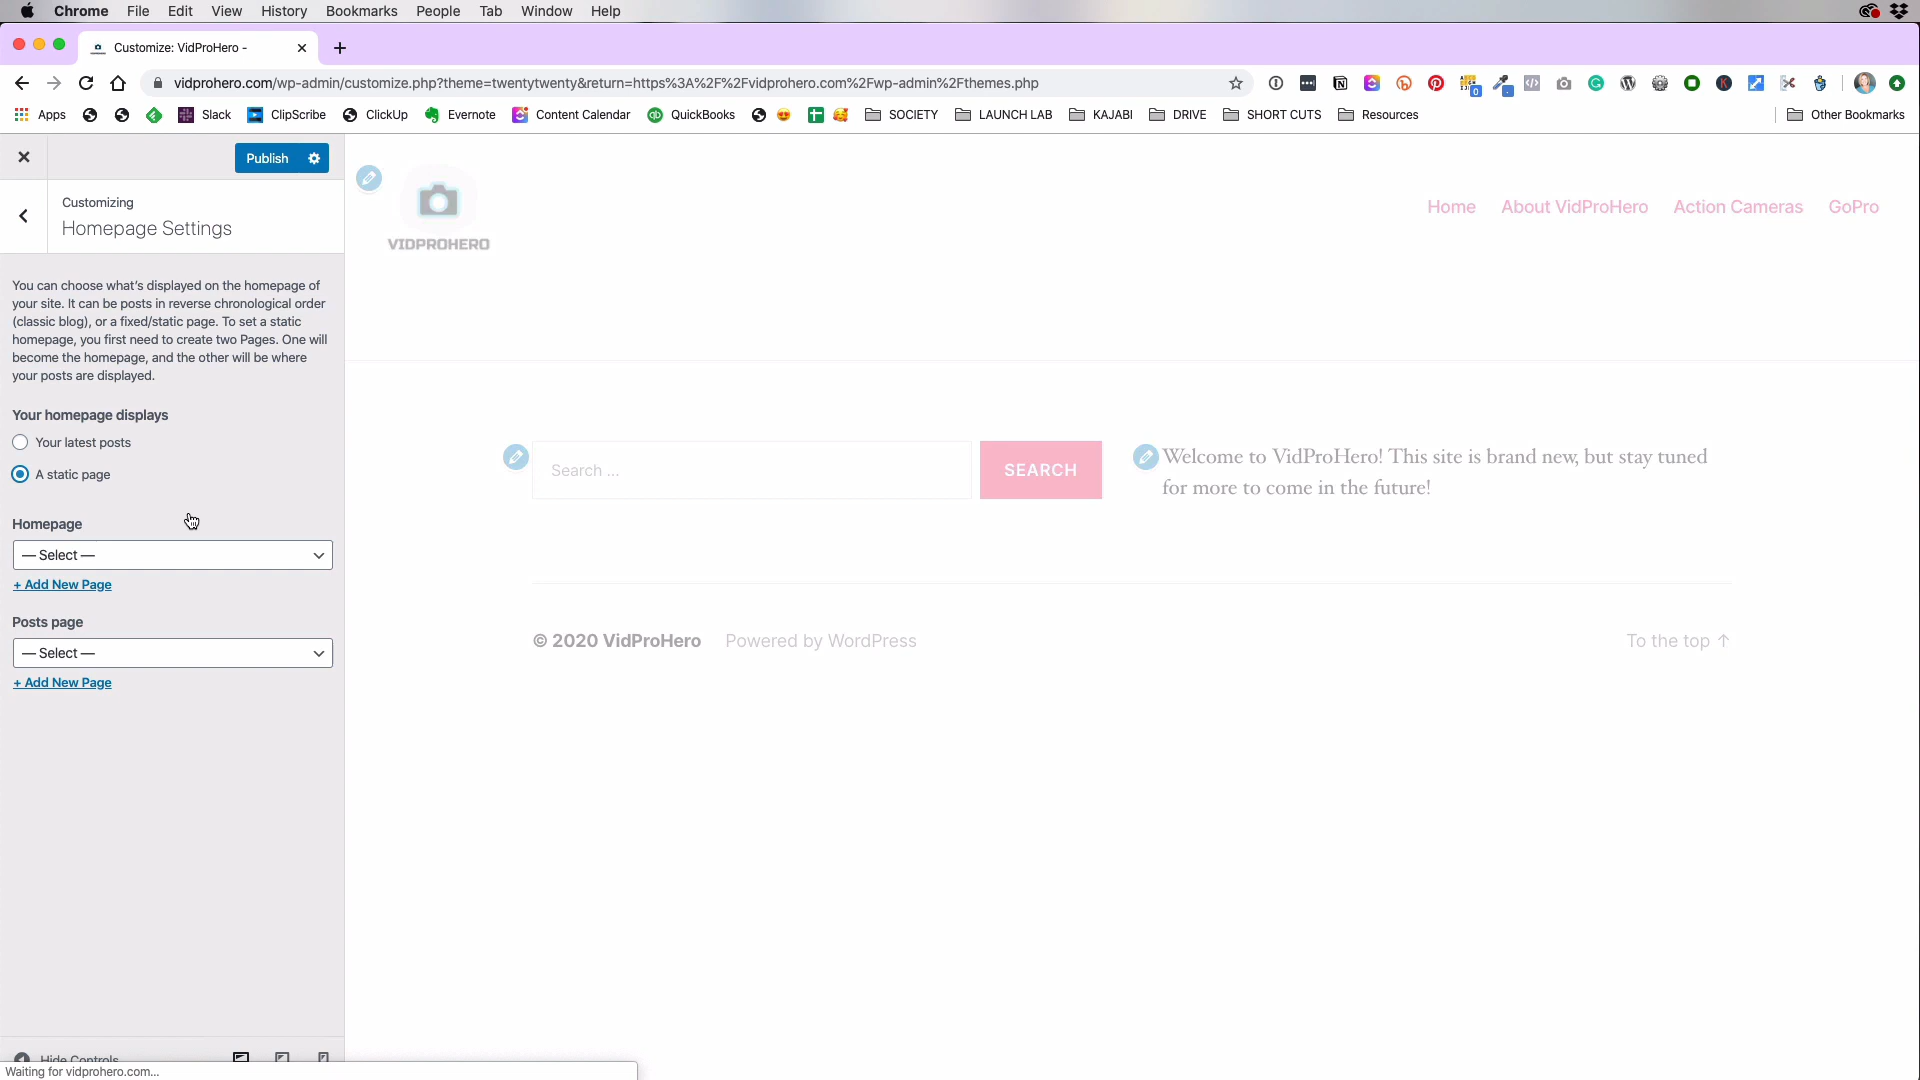 Chrome File Edit View History Bookmarks People Tab Window Help
Customize: VidProHero -
vidprohero.com/wp-admin/customize.php?theme=twentytwenty&return=https%3A%2F%2Fvidprohero.com%2Fwp-admin%2Fthemes.php
Apps Slack ClipScribe ClickUp Evernote Content Calendar QuickBooks SOCIETY LAUNCH LAB KAJABI DRIVE SHORT CUTS Resources Other Bookmarks
Publish
Customizing
Homepage Settings
You can choose what's displayed on the homepage of
your site. It can be posts in reverse chronological order
(classic blog), or a fixed/static page. To set a static
homepage, you first need to create two Pages. One will
become the homepage, and the other will be where
your posts are displayed.
Your homepage displays
Your latest posts
A static page
Homepage
— Select —
+ Add New Page
Posts page
— Select —
+ Add New Page
Hide Controls
Waiting for vidprohero.com...
VIDPROHERO
Home About VidProHero Action Cameras GoPro
Search ...
SEARCH
Welcome to VidProHero! This site is brand new, but stay tuned
for more to come in the future!
© 2020 VidProHero Powered by WordPress To the top ↑